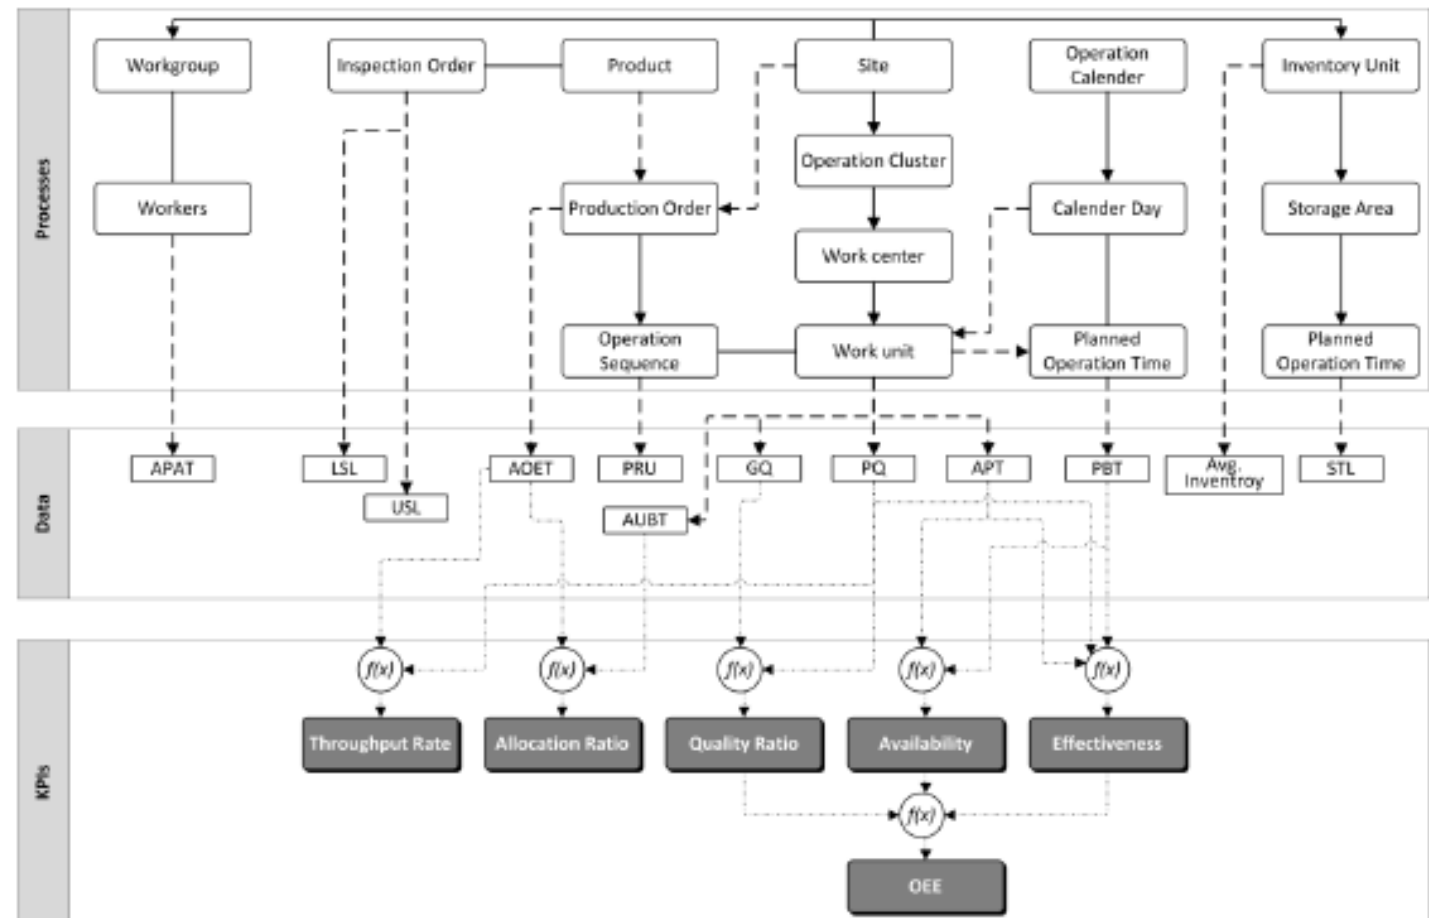 Processes
Workgroup
Inspection Order
Product
Site
Operation
Calender
Inventory Unit
Operation Cluster
Workers
Production Order
Calender Day
Storage Area
Work center
Operation
Sequence
Work unit
Planned
Operation Time
Planned
Operation Time
Data
APAT
LSL
AOET
PRU
GQ
PQ
APT
PBT
Avg.
Inventroy
STL
USL
AUBT
KPIs
f(x)
f(x)
f(x)
f(x)
f(x)
Throughput Rate
Allocation Ratio
Quality Ratio
Availability
Effectiveness
f(x)
OEE